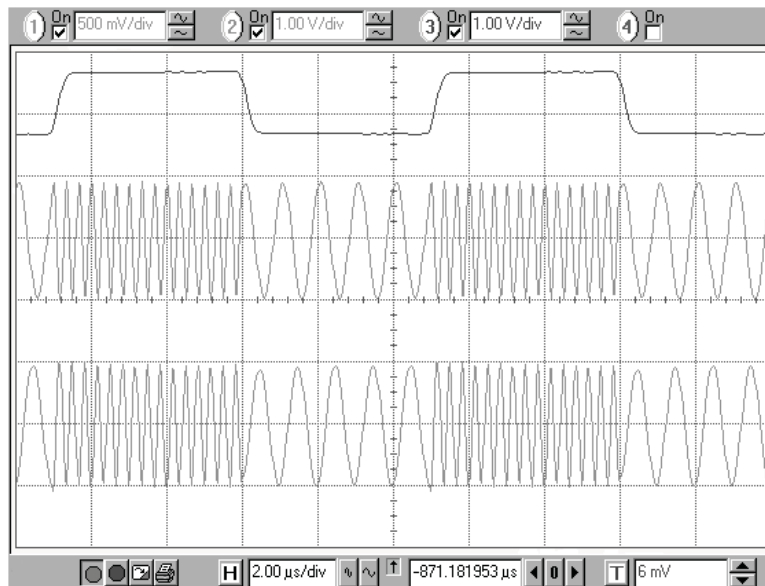 1 On 500 mV/div 2 On 1.00 V/div 3 On 1.00 V/div 4 On
H 2.00 µs/div -871.181953 µs 0 T 6 mV